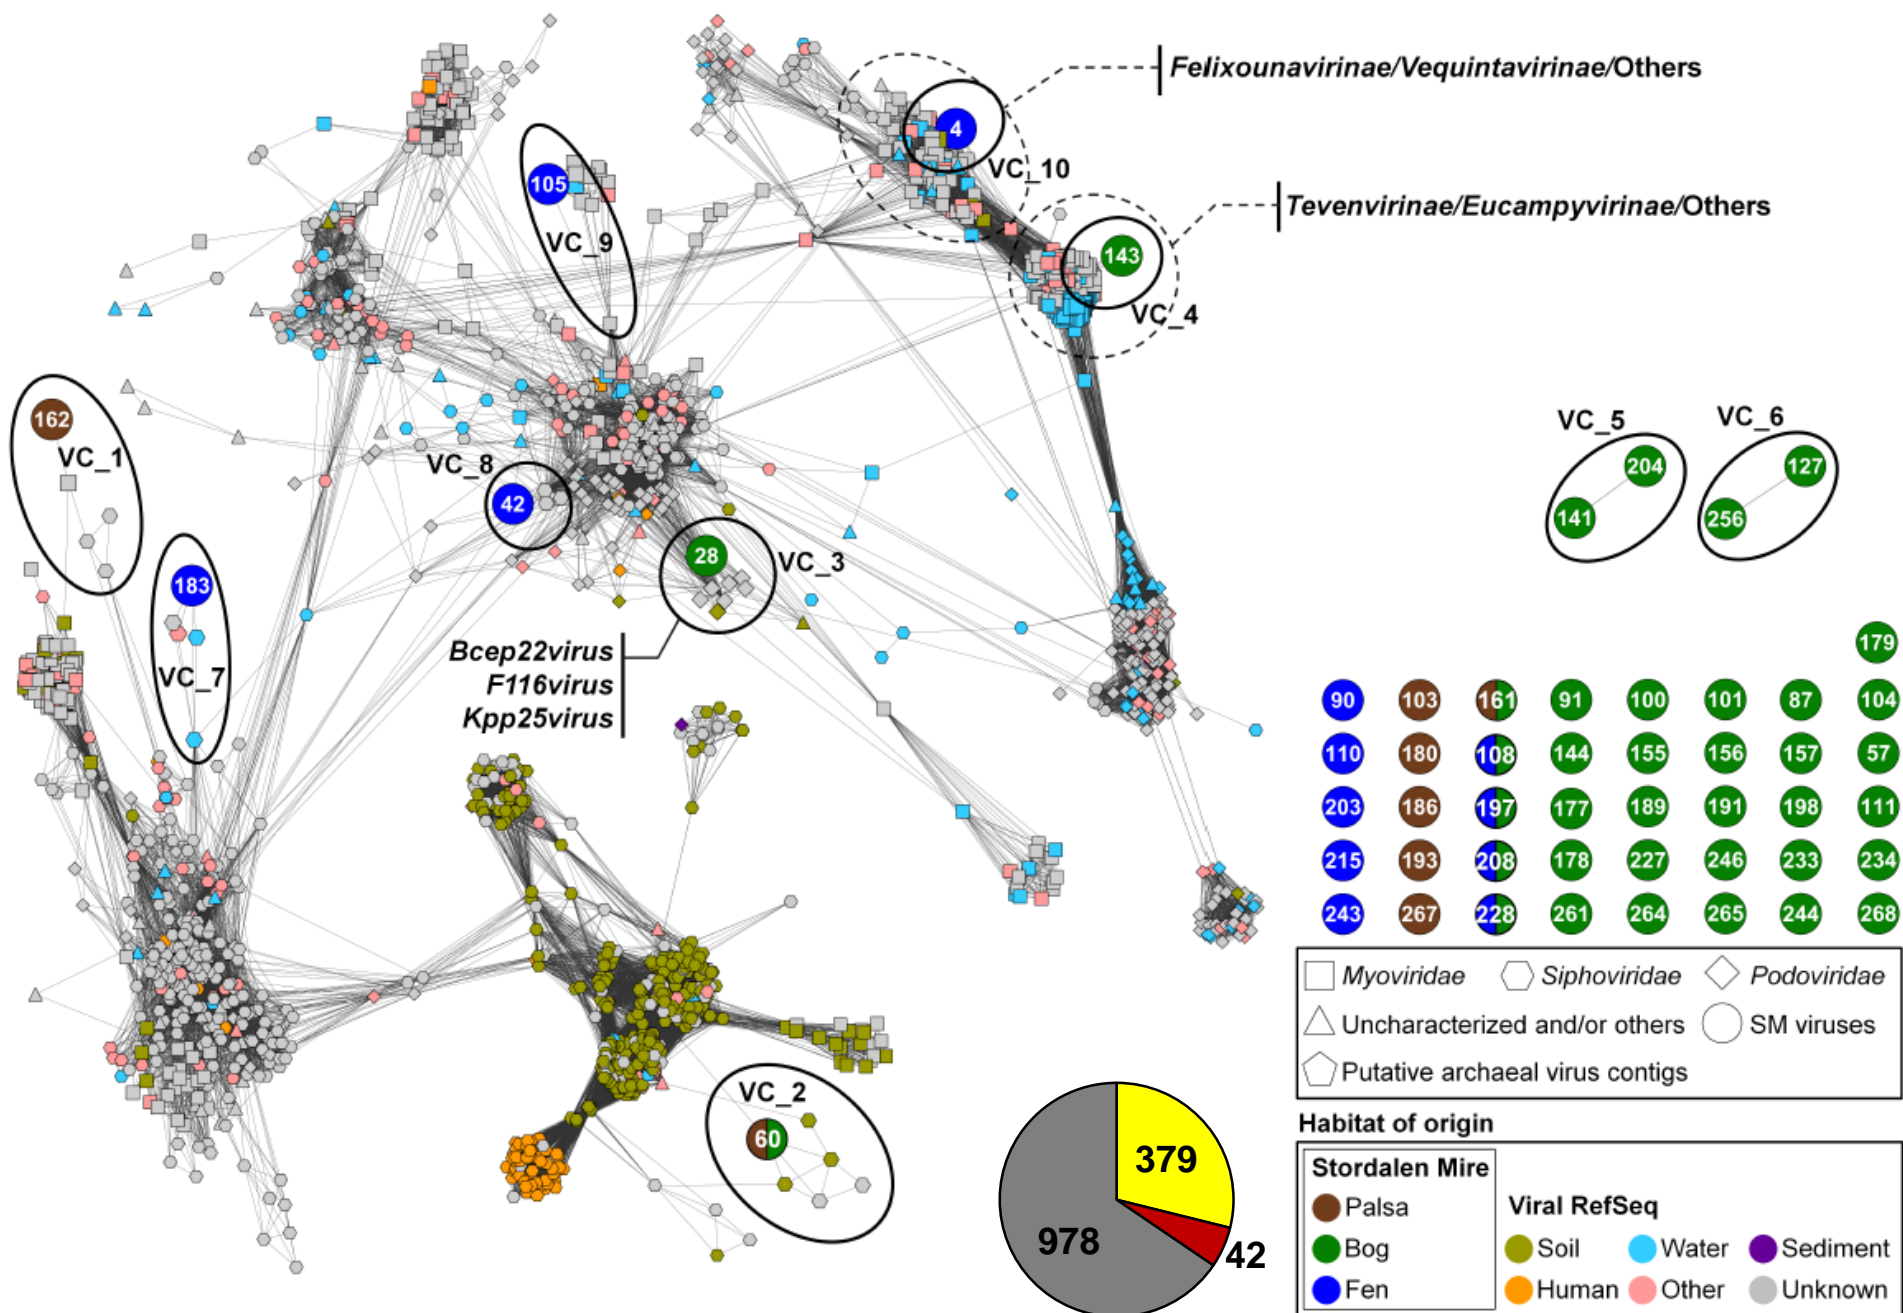 Felixounavirinae/Vequintavirinae/Others
4
VC_10
105
VC_9
Tevenvirinae/Eucampyvirinae/Others
143
VC_4
162
VC_1
VC_8
42
VC_5
204
141
VC_6
127
256
183
VC_7
28
VC_3
Bcep22virus
F116virus
Kpp25virus
179
90 103 161 91 100 101 87 104
110 180 108 144 155 156 157 57
203 186 197 177 189 191 198 111
215 193 208 178 227 246 233 234
243 267 228 261 264 265 244 268
VC_2
60
379
978
42
Myoviridae Siphoviridae Podoviridae
Uncharacterized and/or others SM viruses
Putative archaeal virus contigs
Habitat of origin
Stordalen Mire
Palsa
Bog
Fen
Viral RefSeq
Soil Water Sediment
Human Other Unknown